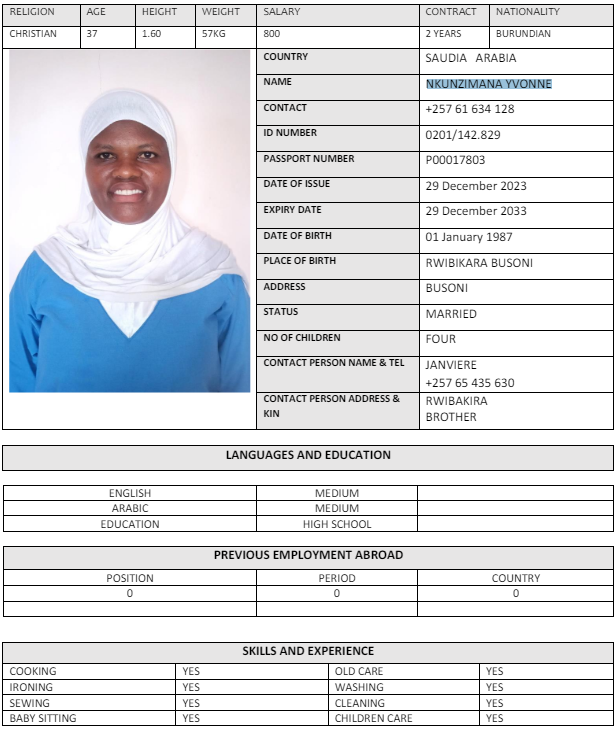 RELIGION AGE HEIGHT WEIGHT SALARY CONTRACT NATIONALITY
CHRISTIAN 37 1.60 57KG 800 2 YEARS BURUNDIAN
COUNTRY SAUDIA ARABIA
NAME NKUNZIMANA YVONNE
CONTACT +257 61 634 128
ID NUMBER 0201/142.829
PASSPORT NUMBER P00017803
DATE OF ISSUE 29 December 2023
EXPIRY DATE 29 December 2033
DATE OF BIRTH 01 January 1987
PLACE OF BIRTH RWIBIKARA BUSONI
ADDRESS BUSONI
STATUS MARRIED
NO OF CHILDREN FOUR
CONTACT PERSON NAME & TEL JANVIERE
+257 65 435 630
CONTACT PERSON ADDRESS & RWIBAKIRA
KIN BROTHER
LANGUAGES AND EDUCATION
ENGLISH MEDIUM
ARABIC MEDIUM
EDUCATION HIGH SCHOOL
PREVIOUS EMPLOYMENT ABROAD
POSITION PERIOD COUNTRY
0 0 0
SKILLS AND EXPERIENCE
COOKING YES OLD CARE YES
IRONING YES WASHING YES
SEWING YES CLEANING YES
BABY SITTING YES CHILDREN CARE YES